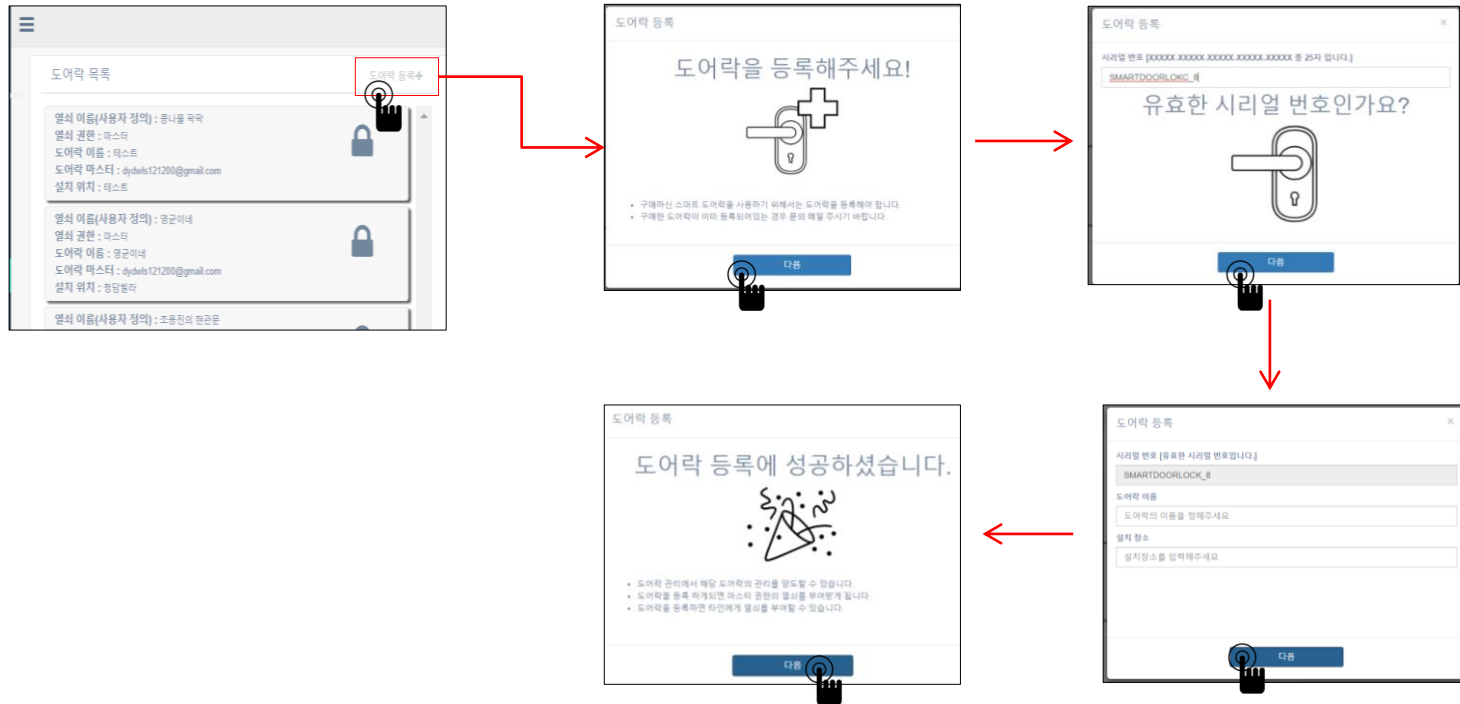 도어락 목록
도어락 등록+
열쇠 이름(사용자 정의) : 콩나물 팍팍
열쇠 권한 : 마스터
도어락 이름 : 테스트
도어락 마스터 : dydwls121200@gmail.com
설치 위치 : 테스트
열쇠 이름(사용자 정의) : 영균이네
열쇠 권한 : 마스터
도어락 이름 : 영균이네
도어락 마스터 : dydwls121200@gmail.com
설치 위치 : 청담빌라
열쇠 이름(사용자 정의) : 조용진의 현관문
도어락 등록
도어락을 등록해주세요!
• 구매하신 스마트 도어락을 사용하기 위해서는 도어락을 등록해야 합니다.
• 구매한 도어락이 이미 등록되어있는 경우 문의 메일 주시기 바랍니다.
다음
도어락 등록 ×
시리얼 번호 [XXXXX-XXXXX-XXXXX-XXXXX-XXXXX 총 25자 입니다.]
SMARTDOORLOKC_8
유효한 시리얼 번호인가요?
다음
도어락 등록 ×
시리얼 번호 [유효한 시리얼 번호입니다.]
SMARTDOORLOCK_8
도어락 이름
도어락의 이름을 정해주세요
설치 장소
설치장소를 입력해주세요
다음
도어락 등록
도어락 등록에 성공하셨습니다.
• 도어락 관리에서 해당 도어락의 관리를 양도할 수 있습니다.
• 도어락을 등록 하게되면 마스터 권한의 열쇠를 부여받게 됩니다.
• 도어락을 등록하면 타인에게 열쇠를 부여할 수 있습니다.
다음